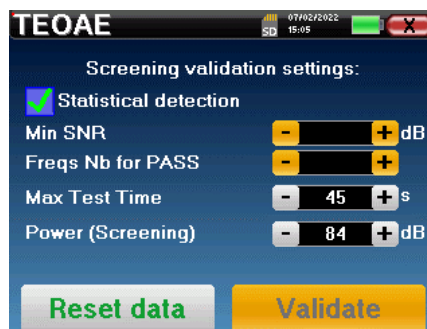 TEOAE
SD
07/02/2022
15:05
X
Screening validation settings:
Statistical detection
Min SNR - + dB
Freqs Nb for PASS - +
Max Test Time - 45 + s
Power (Screening) - 84 + dB
Reset data Validate